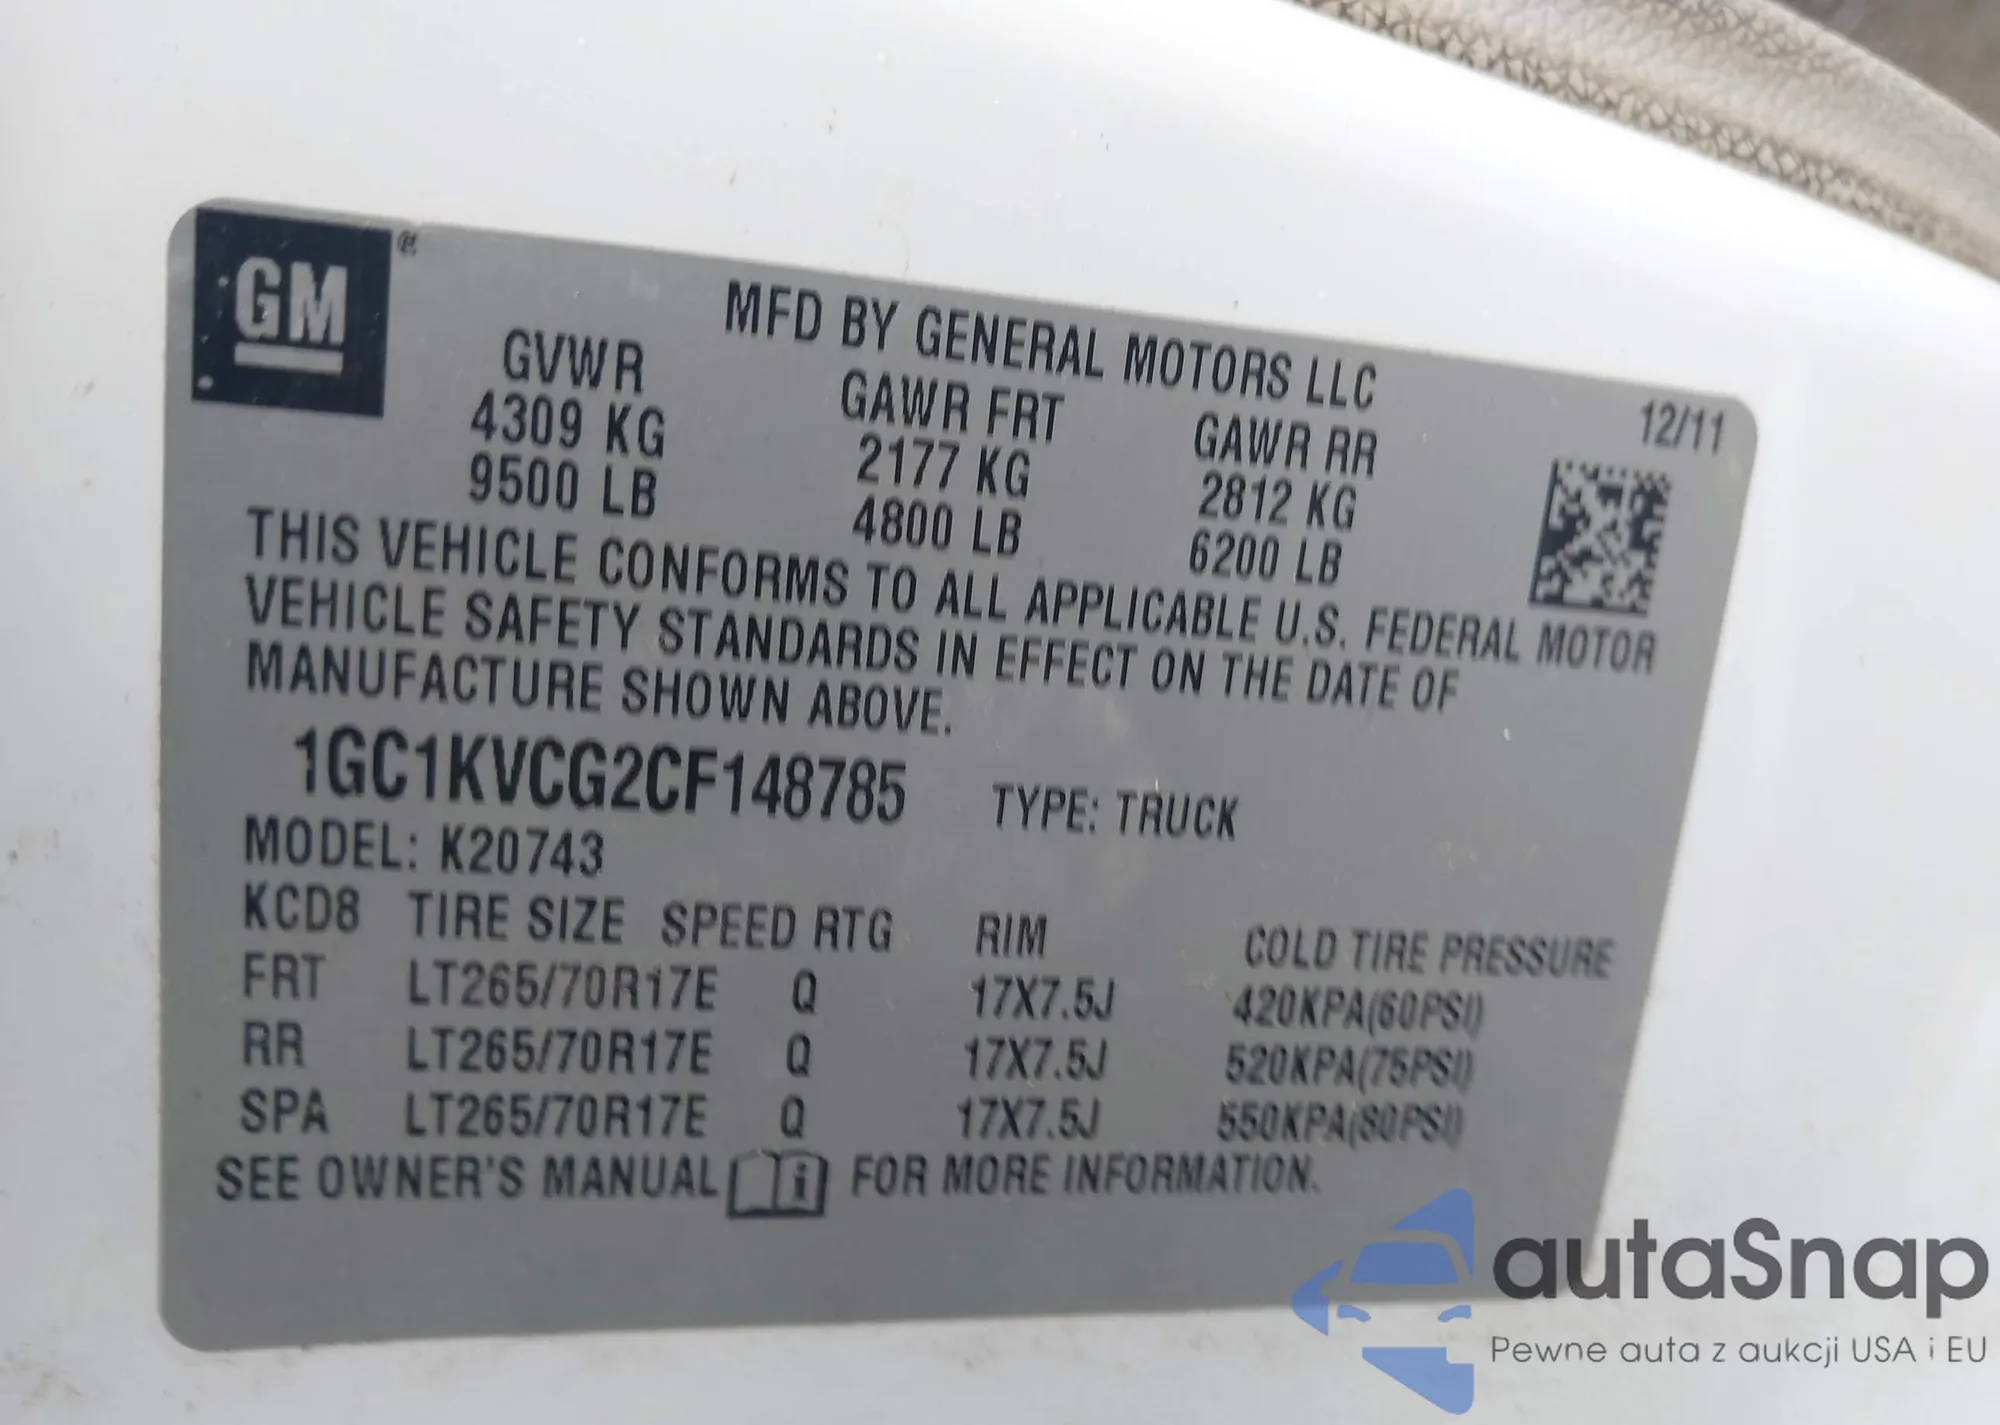 GM®
MFD BY GENERAL MOTORS LLC
12/11
GVWR GAWR FRT GAWR RR
4309 KG 2177 KG 2812 KG
9500 LB 4800 LB 6200 LB
THIS VEHICLE CONFORMS TO ALL APPLICABLE U.S. FEDERAL MOTOR
VEHICLE SAFETY STANDARDS IN EFFECT ON THE DATE OF
MANUFACTURE SHOWN ABOVE.
1GC1KVCG2CF148785 TYPE: TRUCK
MODEL: K20743
KCD8 TIRE SIZE SPEED RTG RIM COLD TIRE PRESSURE
FRT LT265/70R17E Q 17X7.5J 420KPA(60PSI)
RR LT265/70R17E Q 17X7.5J 520KPA(75PSI)
SPA LT265/70R17E Q 17X7.5J 550KPA(80PSI)
SEE OWNER'S MANUAL i FOR MORE INFORMATION.
autaSnap
Pewne auta z aukcji USA i EU